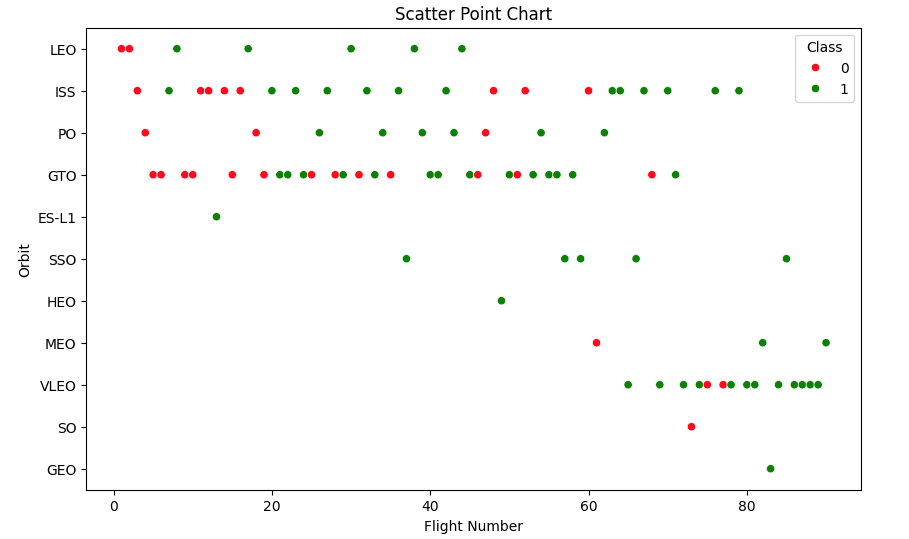 Scatter Point Chart
Class
0
1
LEO
ISS
PO
GTO
ES-L1
SSO
HEO
MEO
VLEO
SO
GEO
Orbit
0 20 40 60 80
Flight Number